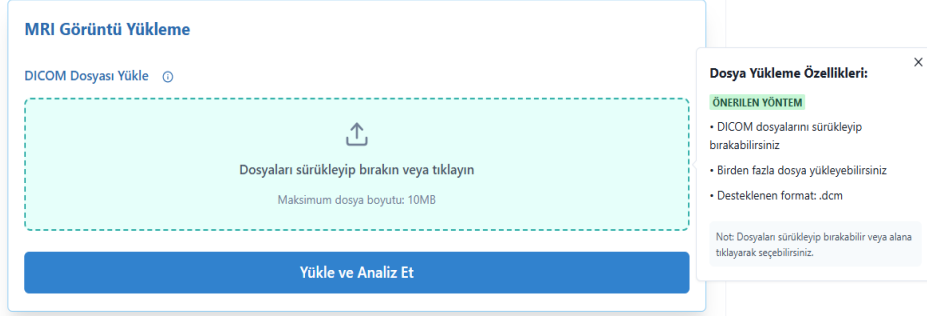 MRI Görüntü Yükleme
DICOM Dosyası Yükle
Dosyaları sürükleyip bırakın veya tıklayın
Maksimum dosya boyutu: 10MB
Yükle ve Analiz Et
Dosya Yükleme Özellikleri:
ÖNERİLEN YÖNTEM
• DICOM dosyalarını sürükleyip
bırakabilirsiniz
• Birden fazla dosya yükleyebilirsiniz
• Desteklenen format: .dcm
Not: Dosyaları sürükleyip bırakabilir veya alana
tıklayarak seçebilirsiniz.